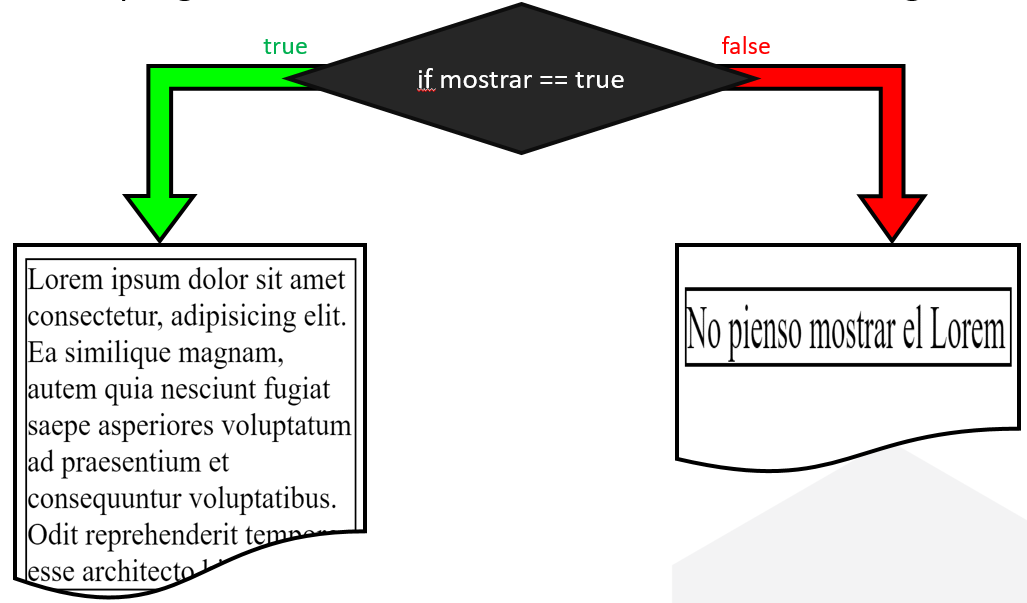 true
false
if mostrar == true
Lorem ipsum dolor sit amet
consectetur, adipisicing elit.
Ea similique magnam,
autem quia nesciunt fugiat
saepe asperiores voluptatum
ad praesentium et
consequuntur voluptatibus.
Odit reprehenderit
esse architecto
No pienso mostrar el Lorem